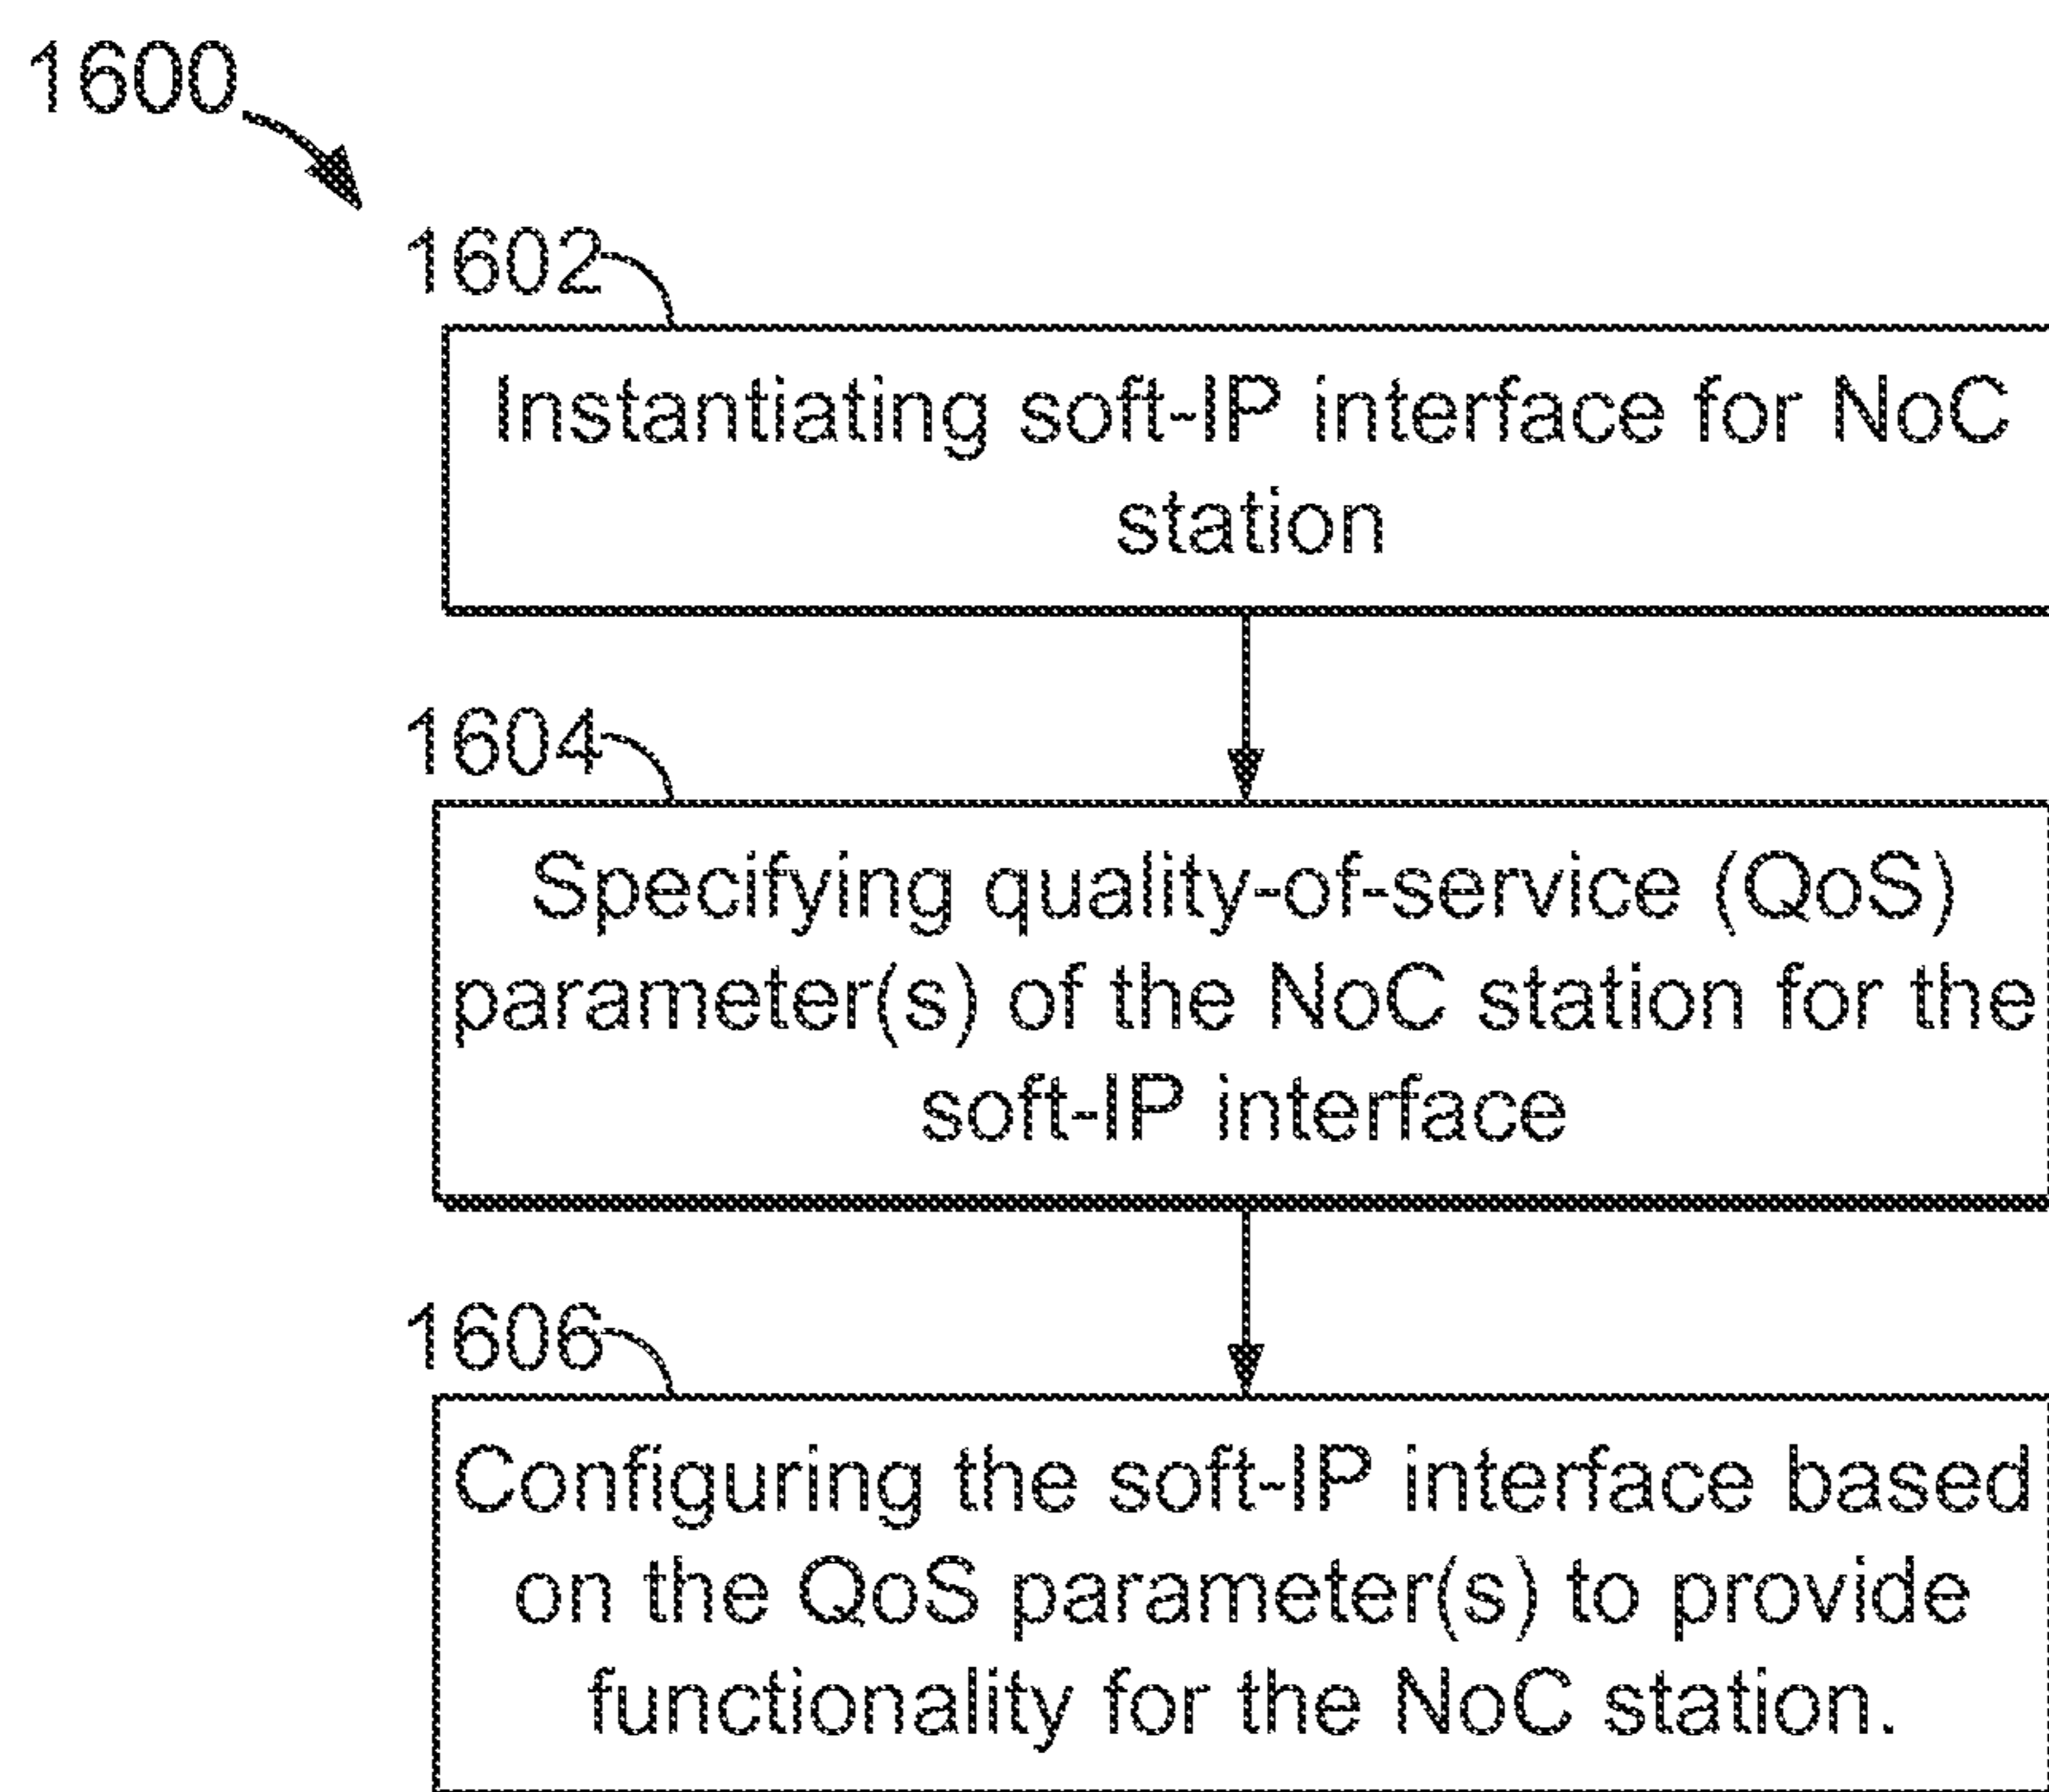 1600
1602
Instantiating soft-IP interface for NoC
station
1604
Specifying quality-of-service (QoS)
parameter(s) of the NoC station for the
soft-IP interface
1606
Configuring the soft-IP interface based
on the QoS parameter(s) to provide
functionality for the NoC station.